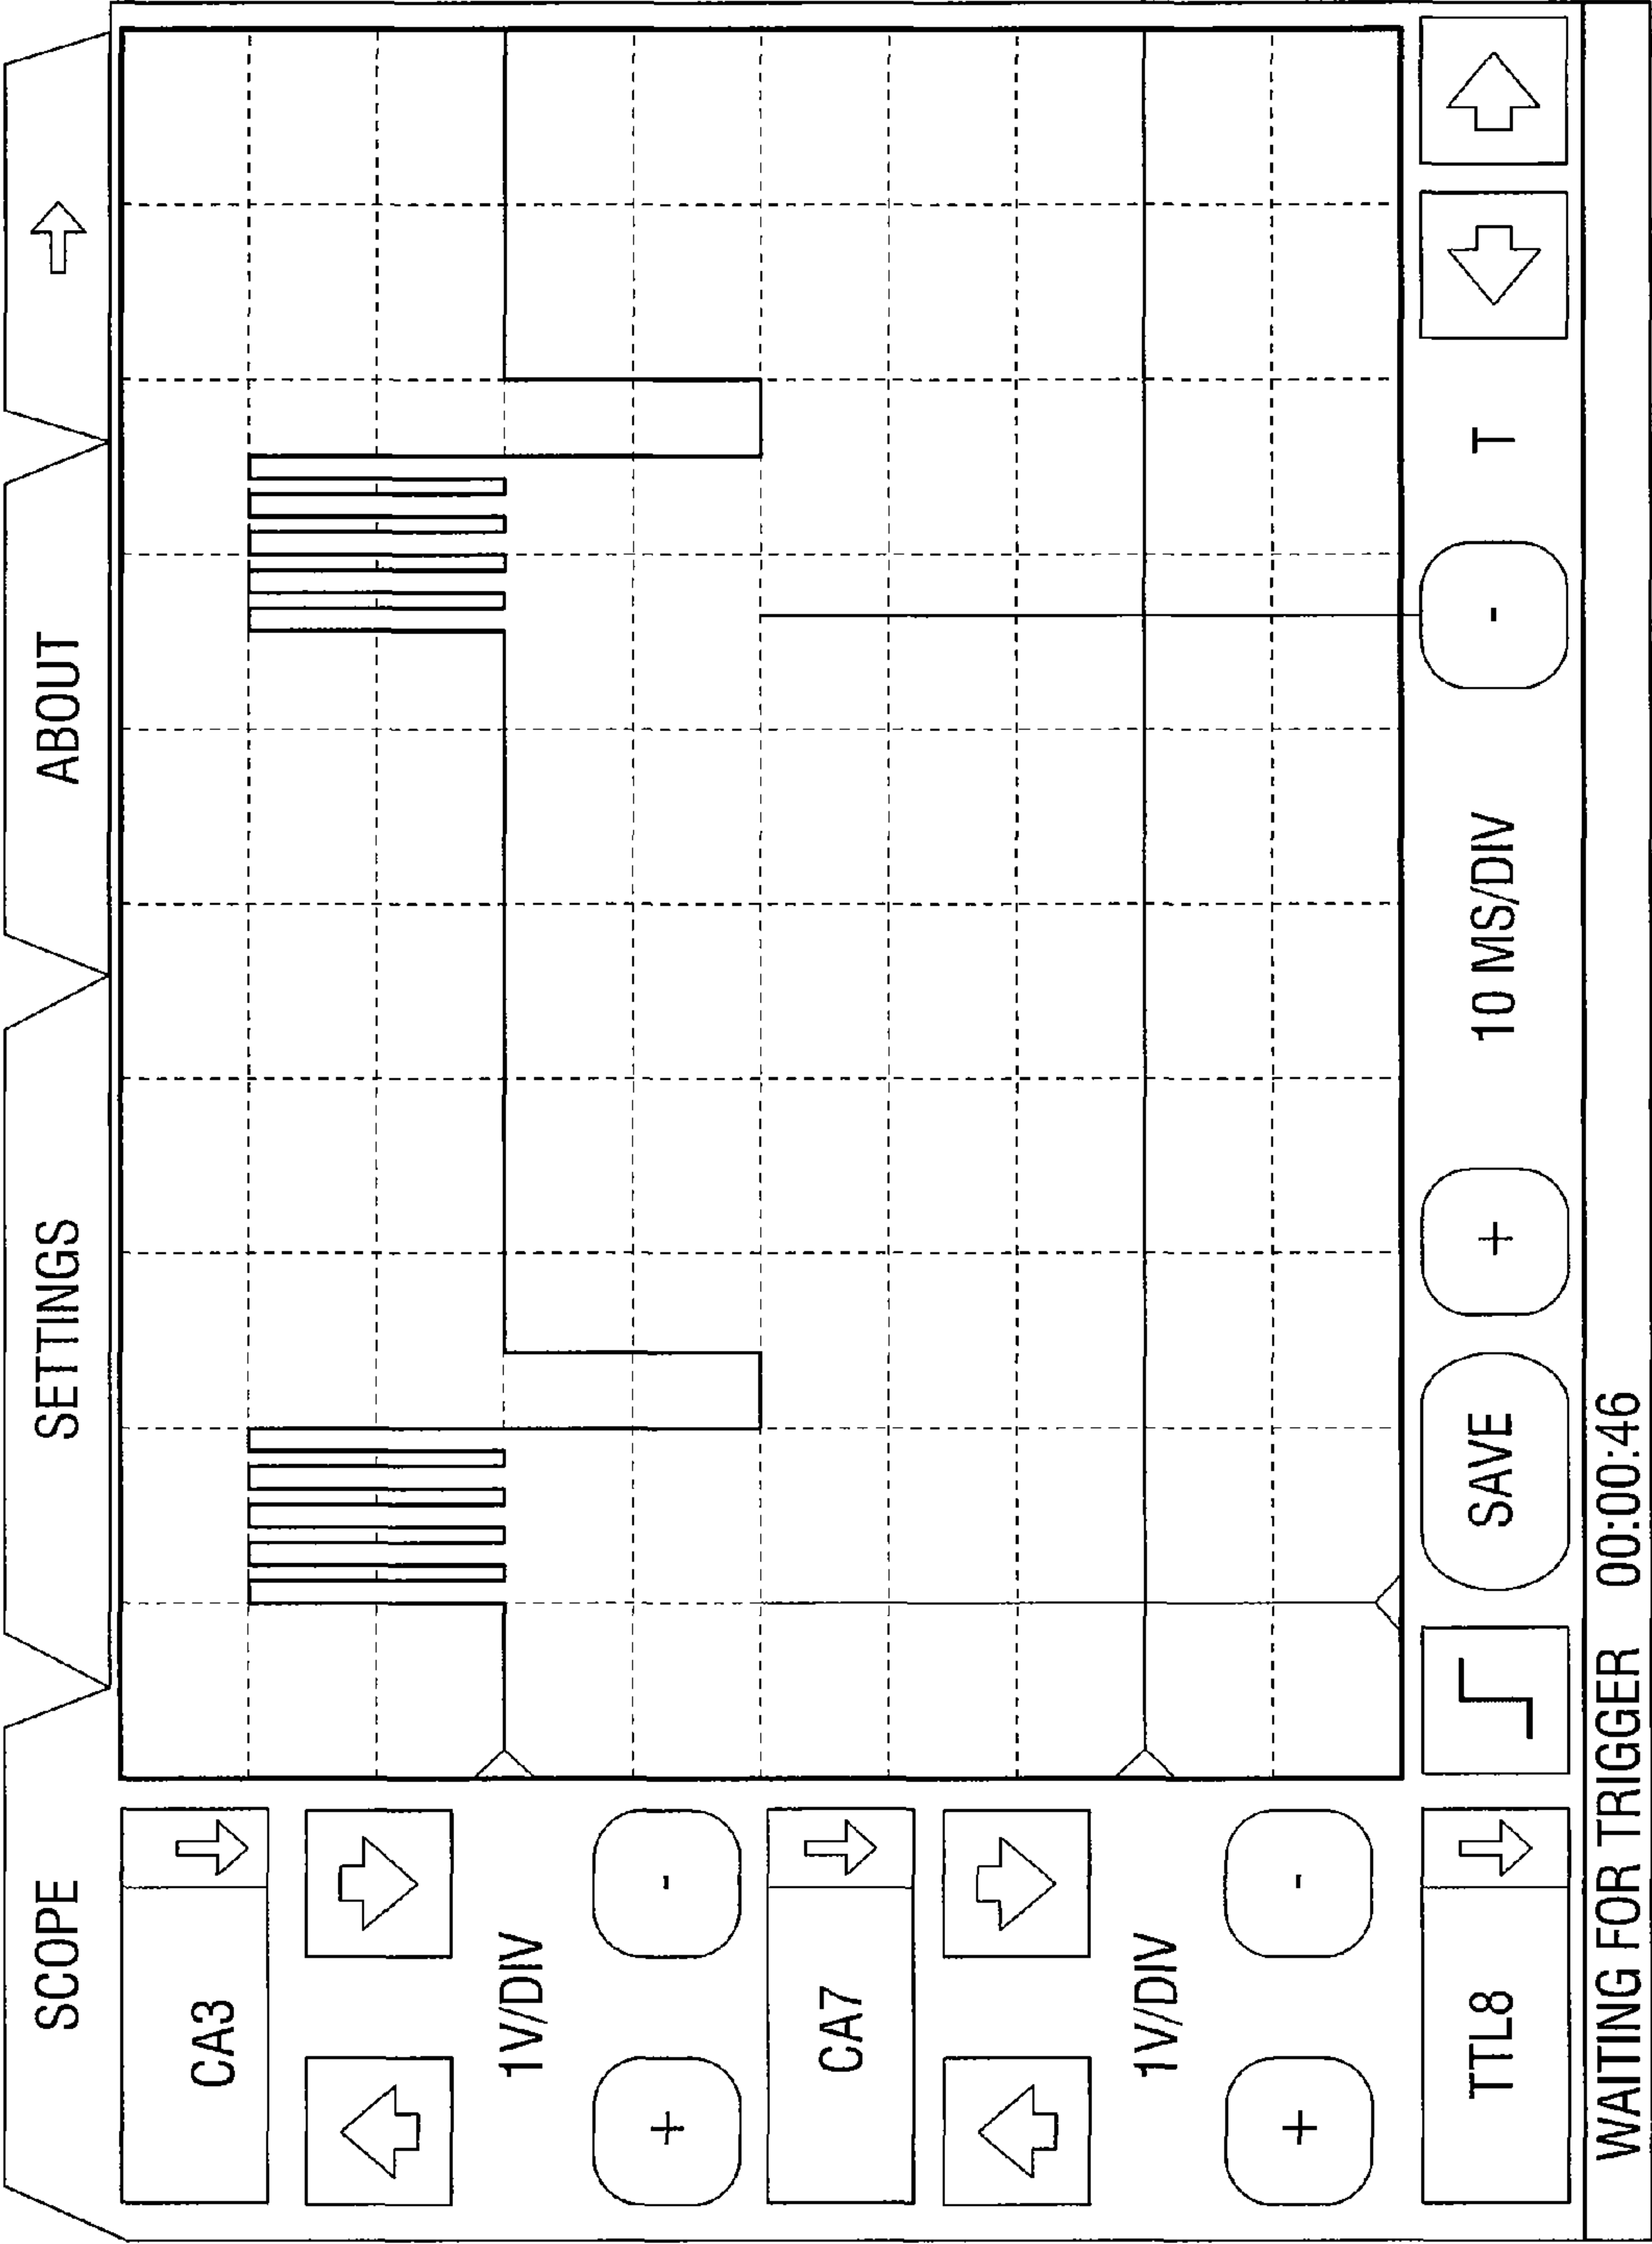 SCOPE SETTINGS ABOUT
CA3
1V/DIV
+ -
CA7
1V/DIV
+ -
TTL8 SAVE + 10 MS/DIV - T
WAITING FOR TRIGGER 00:00:46